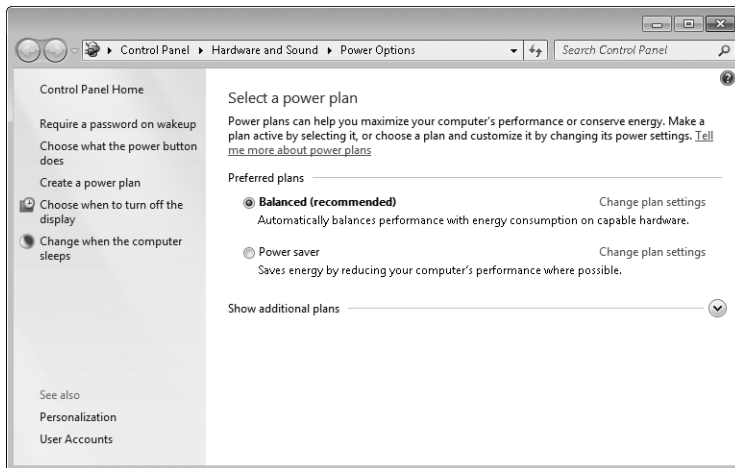 Control Panel ▸ Hardware and Sound ▸ Power Options
Search Control Panel
Control Panel Home
Require a password on wakeup
Choose what the power button
does
Create a power plan
Choose when to turn off the
display
Change when the computer
sleeps
See also
Personalization
User Accounts
Select a power plan
Power plans can help you maximize your computer's performance or conserve energy. Make a
plan active by selecting it, or choose a plan and customize it by changing its power settings. Tell
me more about power plans
Preferred plans
Balanced (recommended) Change plan settings
Automatically balances performance with energy consumption on capable hardware.
Power saver Change plan settings
Saves energy by reducing your computer's performance where possible.
Show additional plans